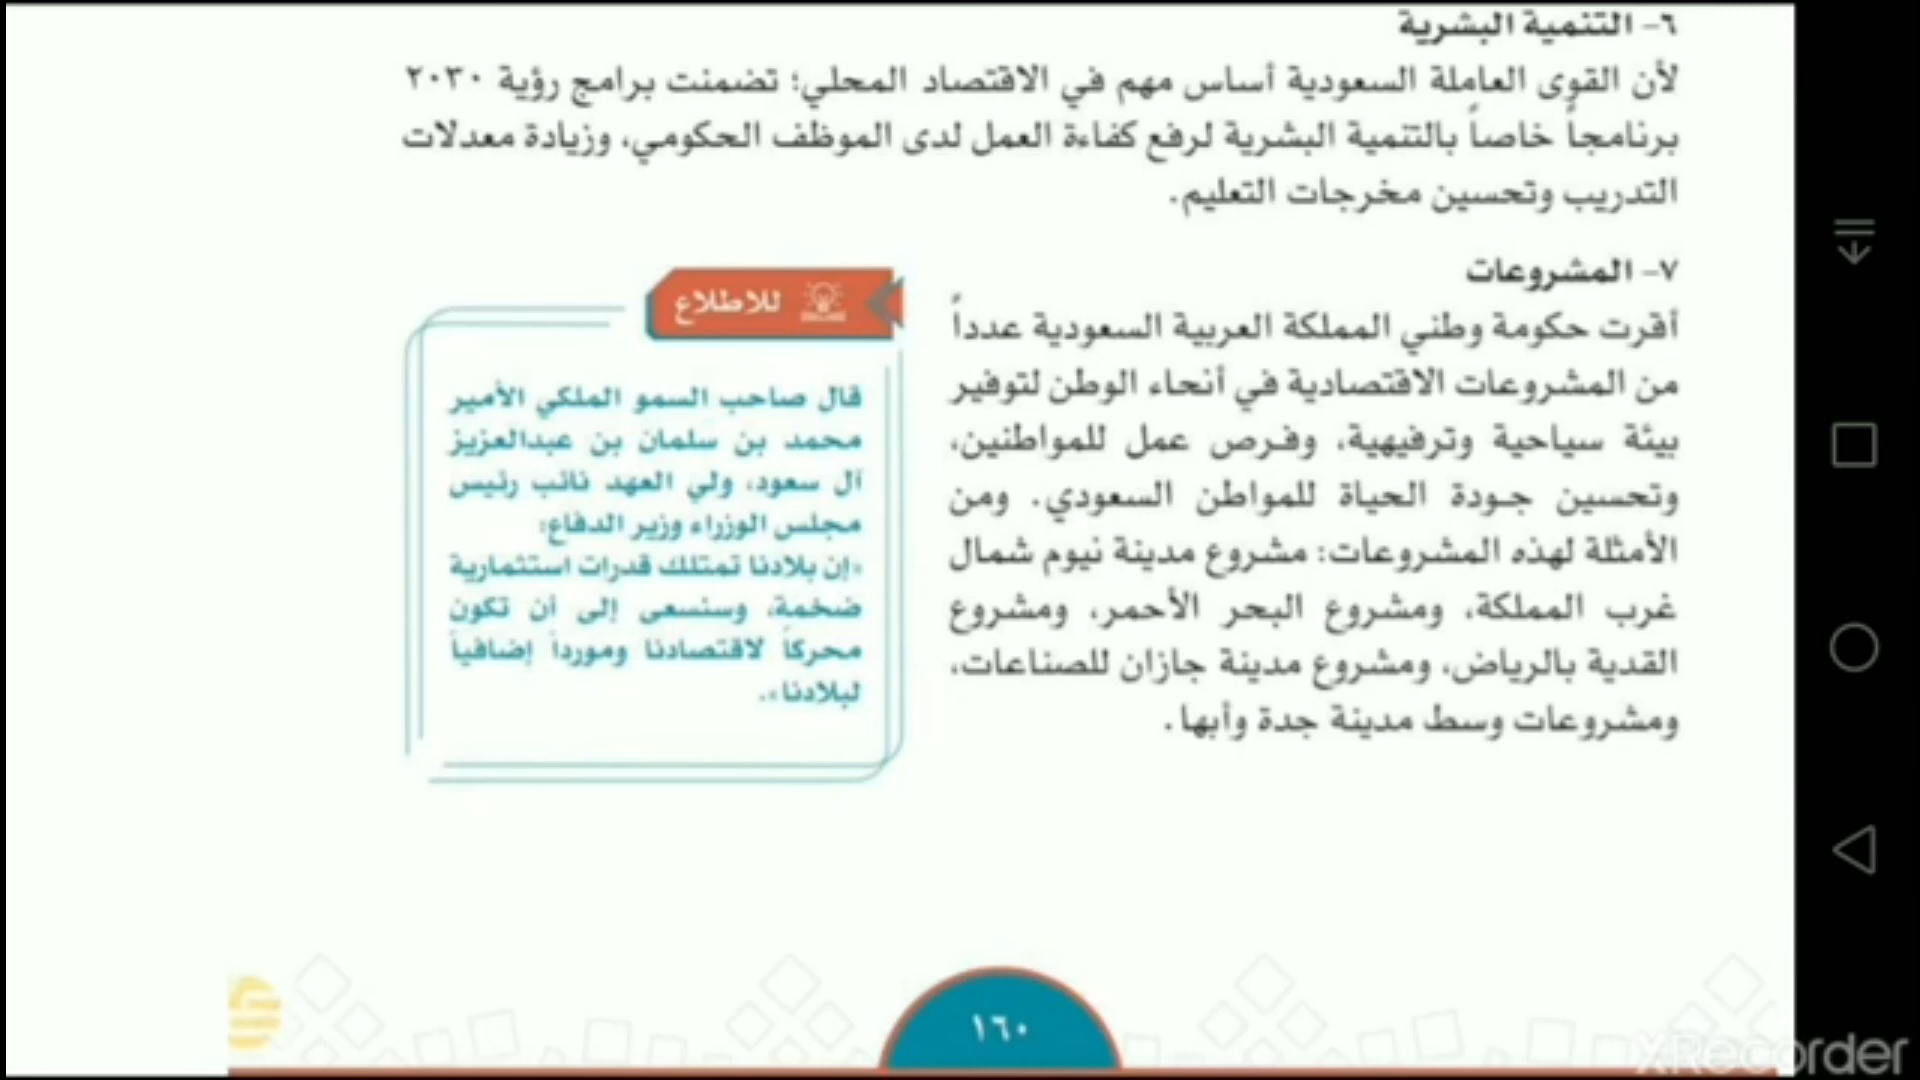 ٦- التنمية البشرية
لأن القوى العاملة السعودية أساس مهم في الاقتصاد المحلي؛ تضمنت برامج رؤية ٢٠٣٠
برنامجاً خاصاً بالتنمية البشرية لرفع كفاءة العمل لدى الموظف الحكومي، وزيادة معدلات
التدريب وتحسين مخرجات التعليم.
٧- المشروعات
أقرت حكومة وطني المملكة العربية السعودية عدداً
من المشروعات الاقتصادية في أنحاء الوطن لتوفير
بيئة سياحية وترفيهية، وفرص عمل للمواطنين،
وتحسين جودة الحياة للمواطن السعودي. ومن
الأمثلة لهذه المشروعات: مشروع مدينة نيوم شمال
غرب المملكة، ومشروع البحر الأحمر، ومشروع
القدية بالرياض، ومشروع مدينة جازان للصناعات،
ومشروعات وسط مدينة جدة وأبها.
للاطلاع
قال صاحب السمو الملكي الأمير
محمد بن سلمان بن عبدالعزيز
آل سعود، ولي العهد نائب رئيس
مجلس الوزراء وزير الدفاع:
«إن بلادنا تمتلك قدرات استثمارية
ضخمة، وسنسعى إلى أن تكون
محركاً لاقتصادنا ومورداً إضافياً
لبلادنا».
١٦٠
XRecorder